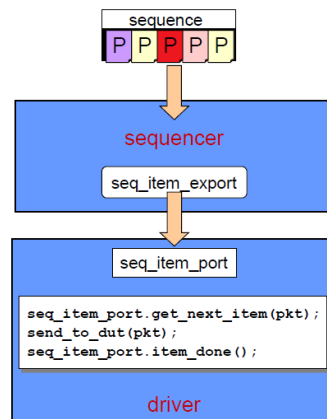 sequence
P P P P P
sequencer
seq_item_export
seq_item_port
seq_item_port.get_next_item(pkt);
send_to_dut(pkt);
seq_item_port.item_done();
driver